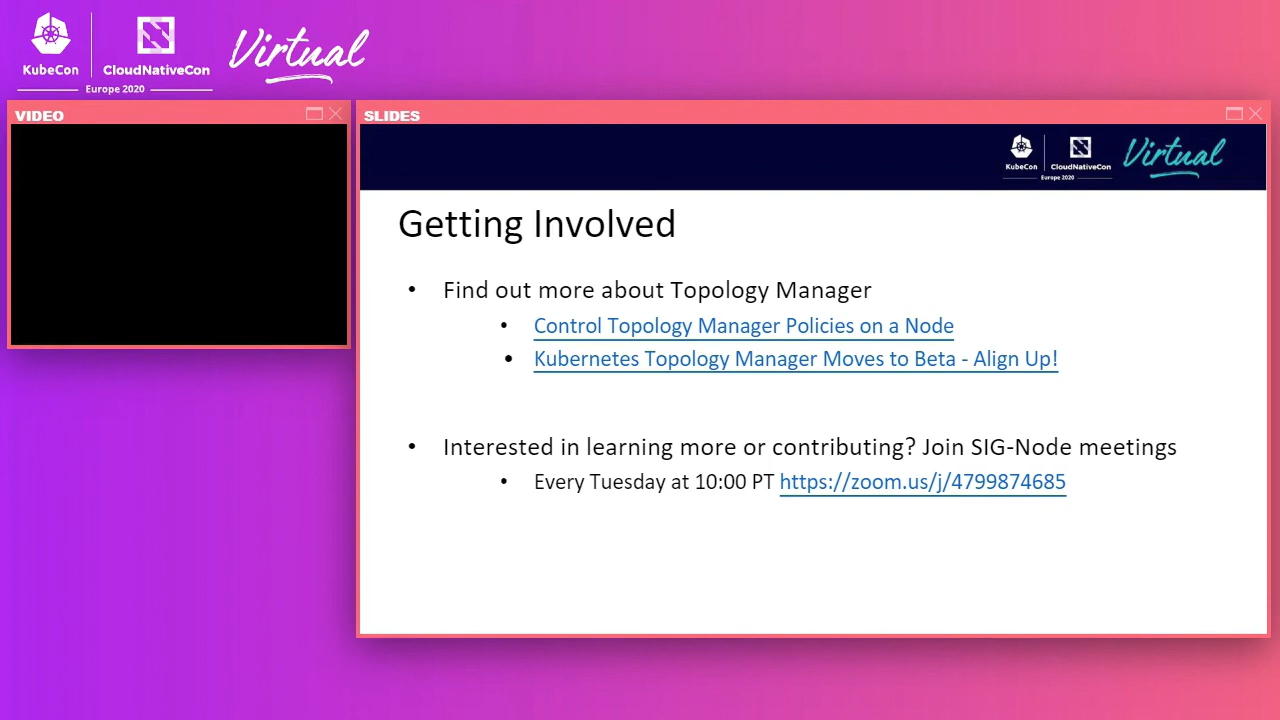 KubeCon
CloudNativeCon
Virtual
Europe 2020
VIDEO
SLIDES
KubeCon
CloudNativeCon
Virtual
Europe 2020
Getting Involved
• Find out more about Topology Manager
• Control Topology Manager Policies on a Node
• Kubernetes Topology Manager Moves to Beta - Align Up!
• Interested in learning more or contributing? Join SIG-Node meetings
• Every Tuesday at 10:00 PT https://zoom.us/j/4799874685